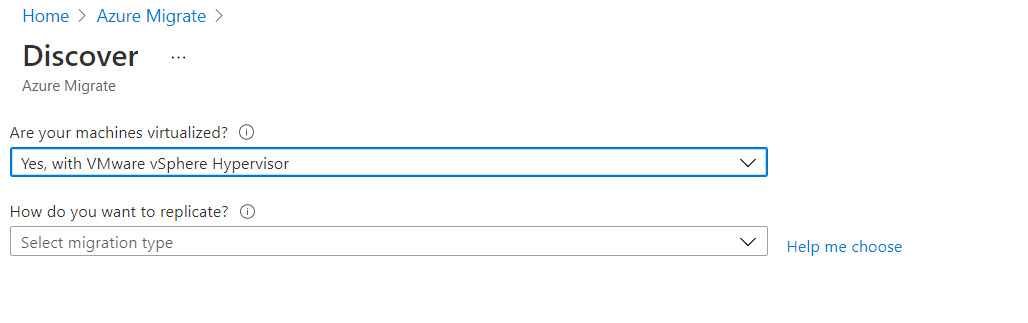 Home > Azure Migrate >
Discover ...
Azure Migrate
Are your machines virtualized?
Yes, with VMware vSphere Hypervisor
How do you want to replicate?
Select migration type
Help me choose